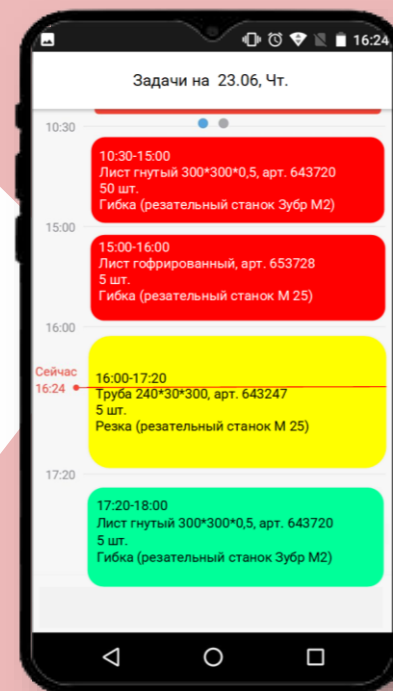 16:24
Задачи на 23.06, Чт.
10:30
10:30-15:00
Лист гнутый 300*300*0,5, арт. 643720
50 шт.
Гибка (резательный станок Зубр М2)
15:00
15:00-16:00
Лист гофрированный, арт. 653728
5 шт.
Гибка (резательный станок М 25)
16:00
Сейчас
16:24
16:00-17:20
Труба 240*30*300, арт. 643247
5 шт.
Резка (резательный станок М 25)
17:20
17:20-18:00
Лист гнутый 300*300*0,5, арт. 643720
5 шт.
Гибка (резательный станок Зубр М2)